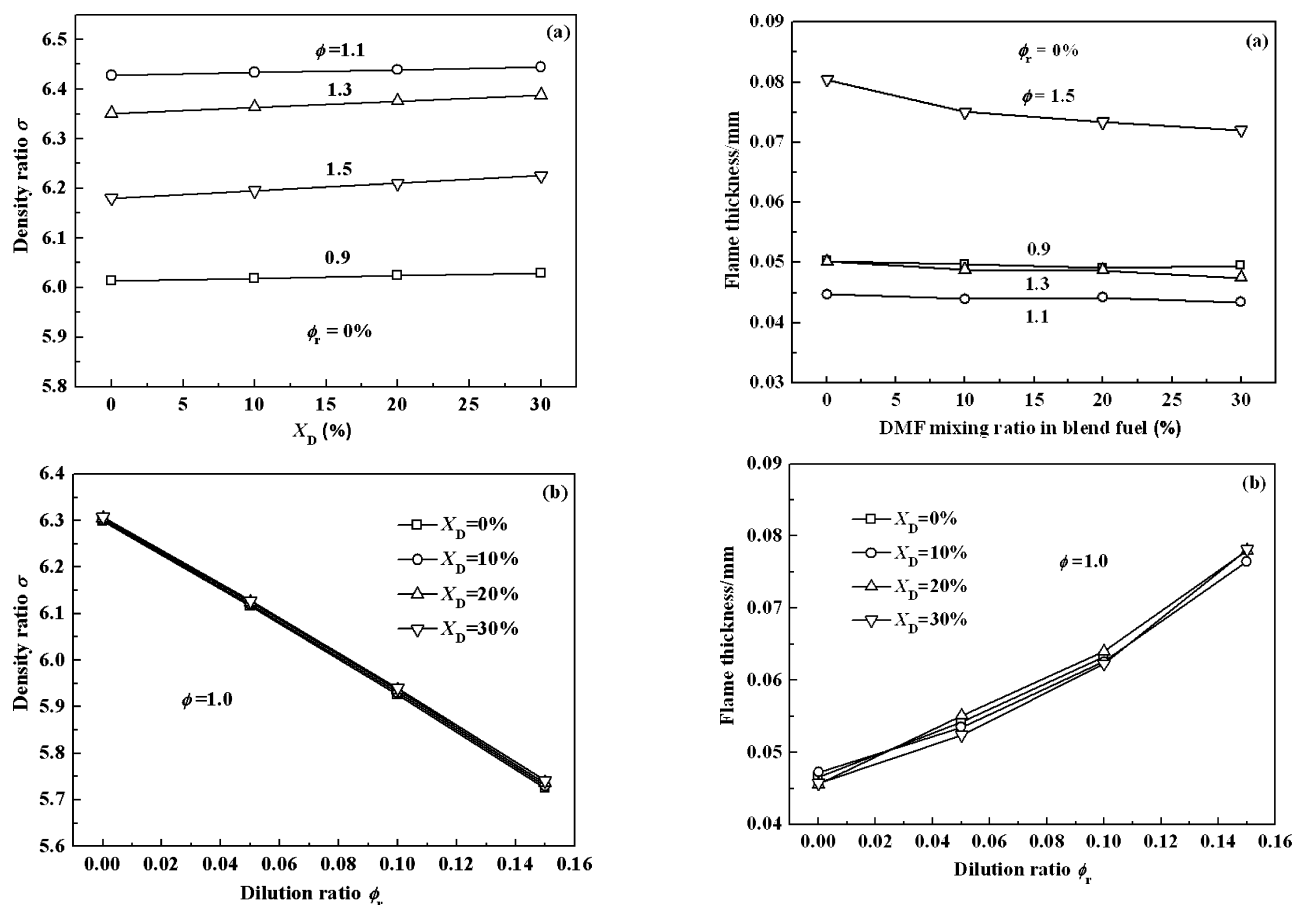 (a)
6.5
6.4
6.3
6.2
6.1
6.0
5.9
5.8
Density ratio σ
ϕ=1.1
1.3
1.5
0.9
ϕr = 0%
0 5 10 15 20 25 30
XD (%)
(a)
0.09
0.08
0.07
0.06
0.05
0.04
0.03
Flame thickness/mm
ϕr = 0%
ϕ= 1.5
0.9
1.3
1.1
0 5 10 15 20 25 30
DMF mixing ratio in blend fuel (%)
(b)
6.4
6.3
6.2
6.1
6.0
5.9
5.8
5.7
5.6
Density ratio σ
XD=0%
XD=10%
XD=20%
XD=30%
ϕ=1.0
0.00 0.02 0.04 0.06 0.08 0.10 0.12 0.14 0.16
Dilution ratio ϕr
(b)
0.09
0.08
0.07
0.06
0.05
0.04
Flame thickness/mm
XD=0%
XD=10%
XD=20%
XD=30%
ϕ=1.0
0.00 0.02 0.04 0.06 0.08 0.10 0.12 0.14 0.16
Dilution ratio ϕr